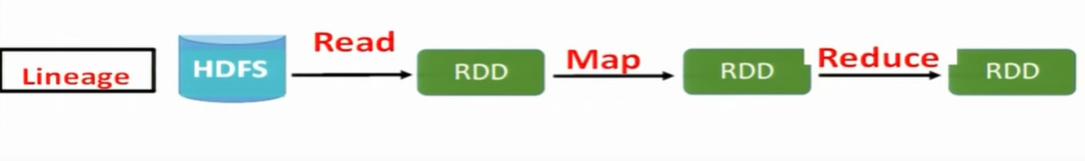 Lineage
HDFS
Read
RDD
Map
RDD
Reduce
RDD